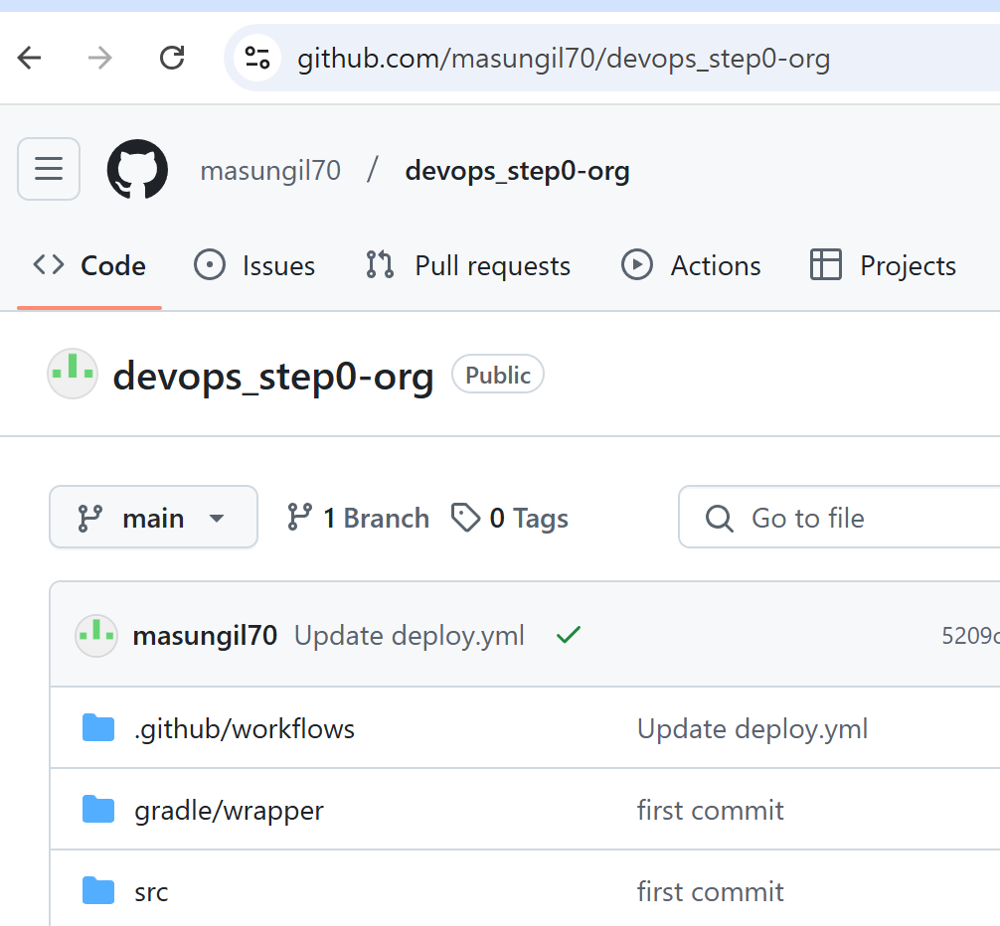 github.com/masungil70/devops_step0-org
masungil70 / devops_step0-org
Code Issues Pull requests Actions Projects
devops_step0-org Public
main 1 Branch 0 Tags Go to file
masungil70 Update deploy.yml 5209
.github/workflows Update deploy.yml
gradle/wrapper first commit
src first commit